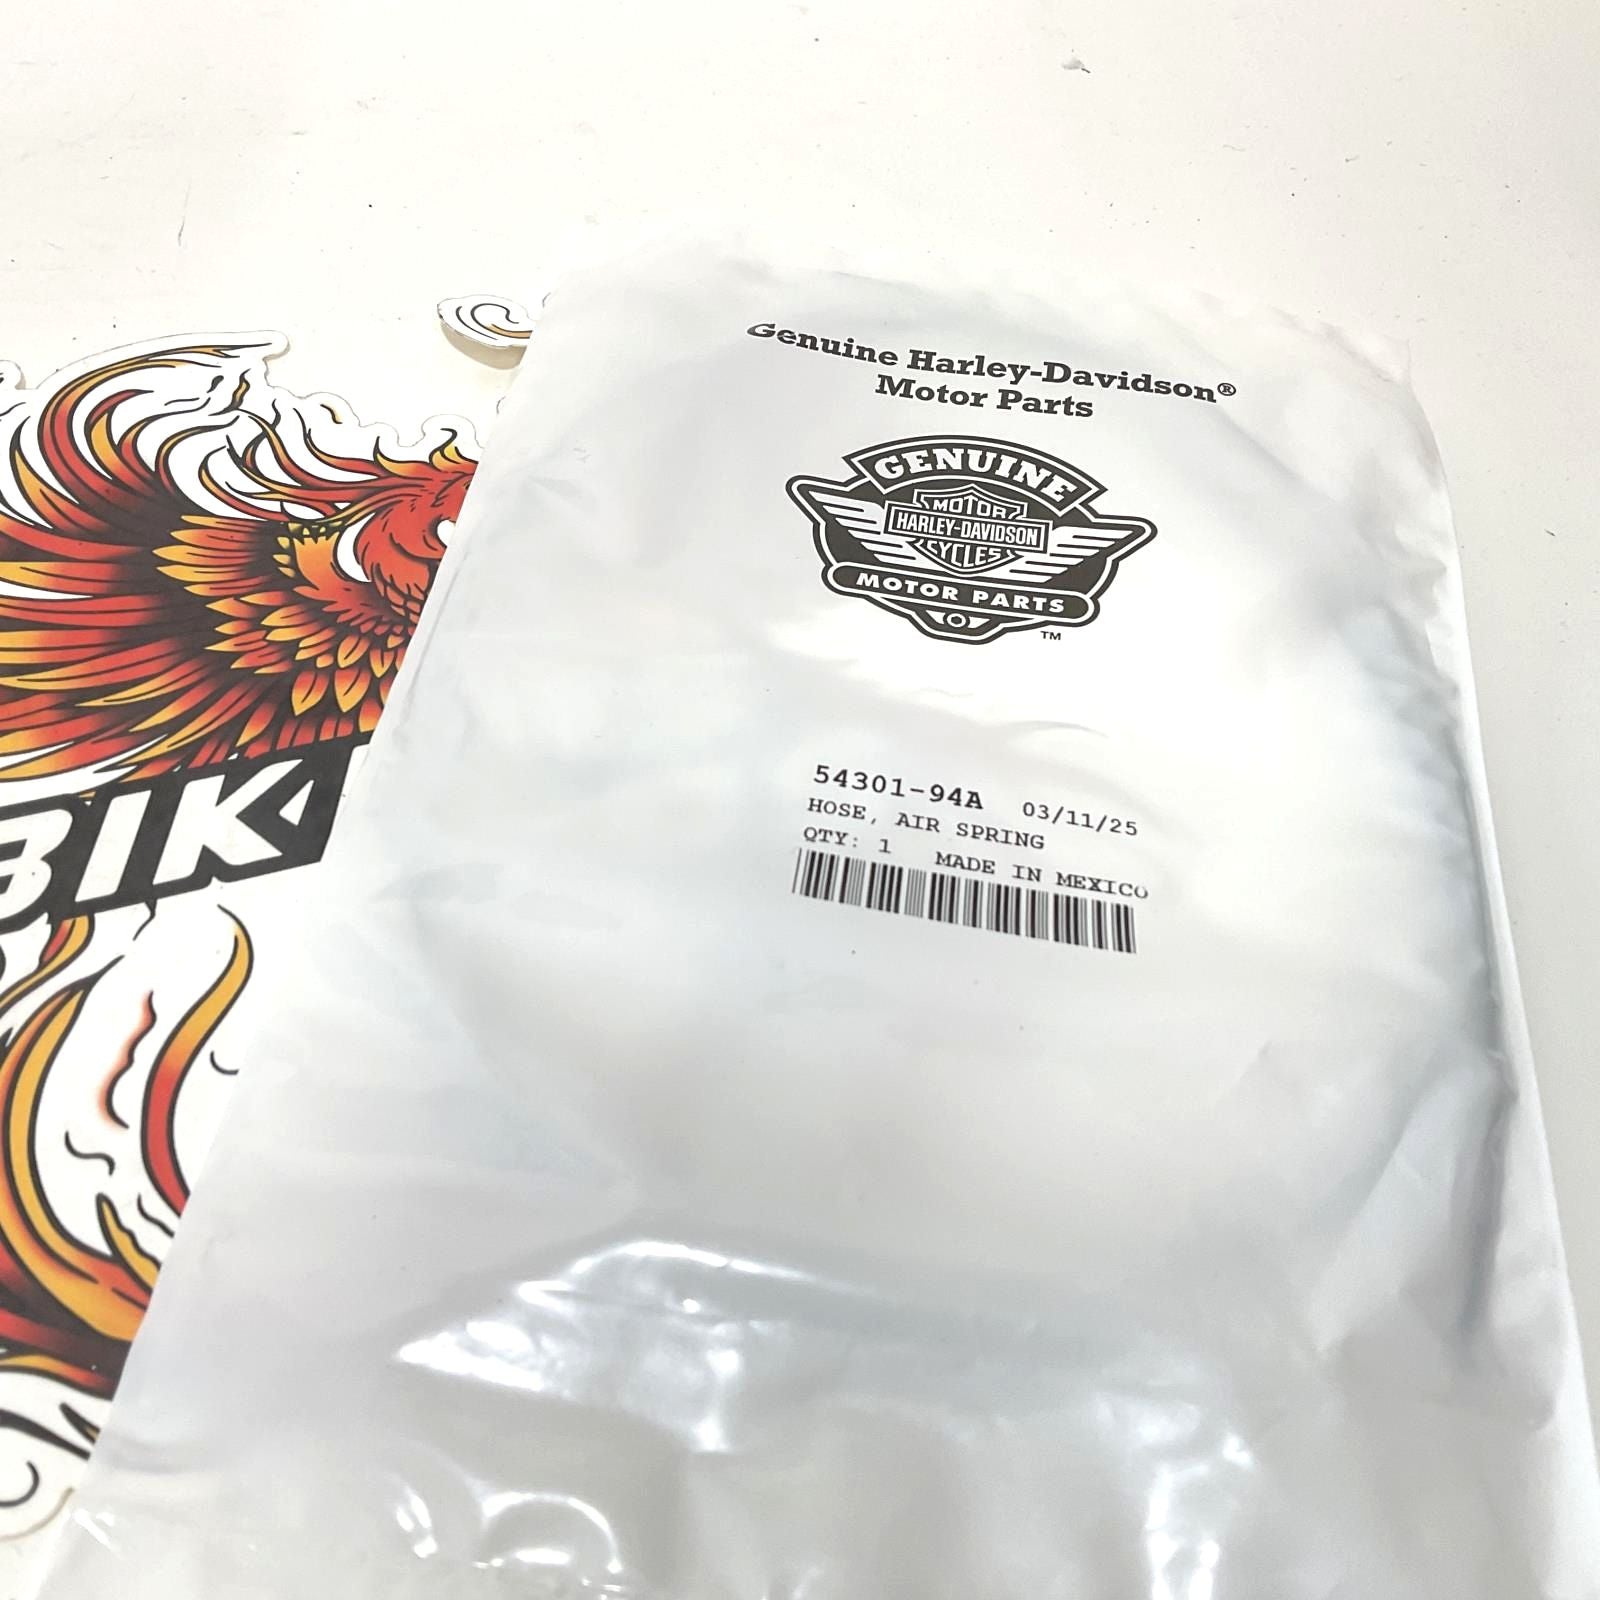 Genuine Harley-Davidson®
Motor Parts
GENUINE
MOTOR
HARLEY-DAVIDSON
CYCLES
MOTOR PARTS
TM
54301-94A 03/11/25
HOSE, AIR SPRING
QTY: 1 MADE IN MEXICO
BIK